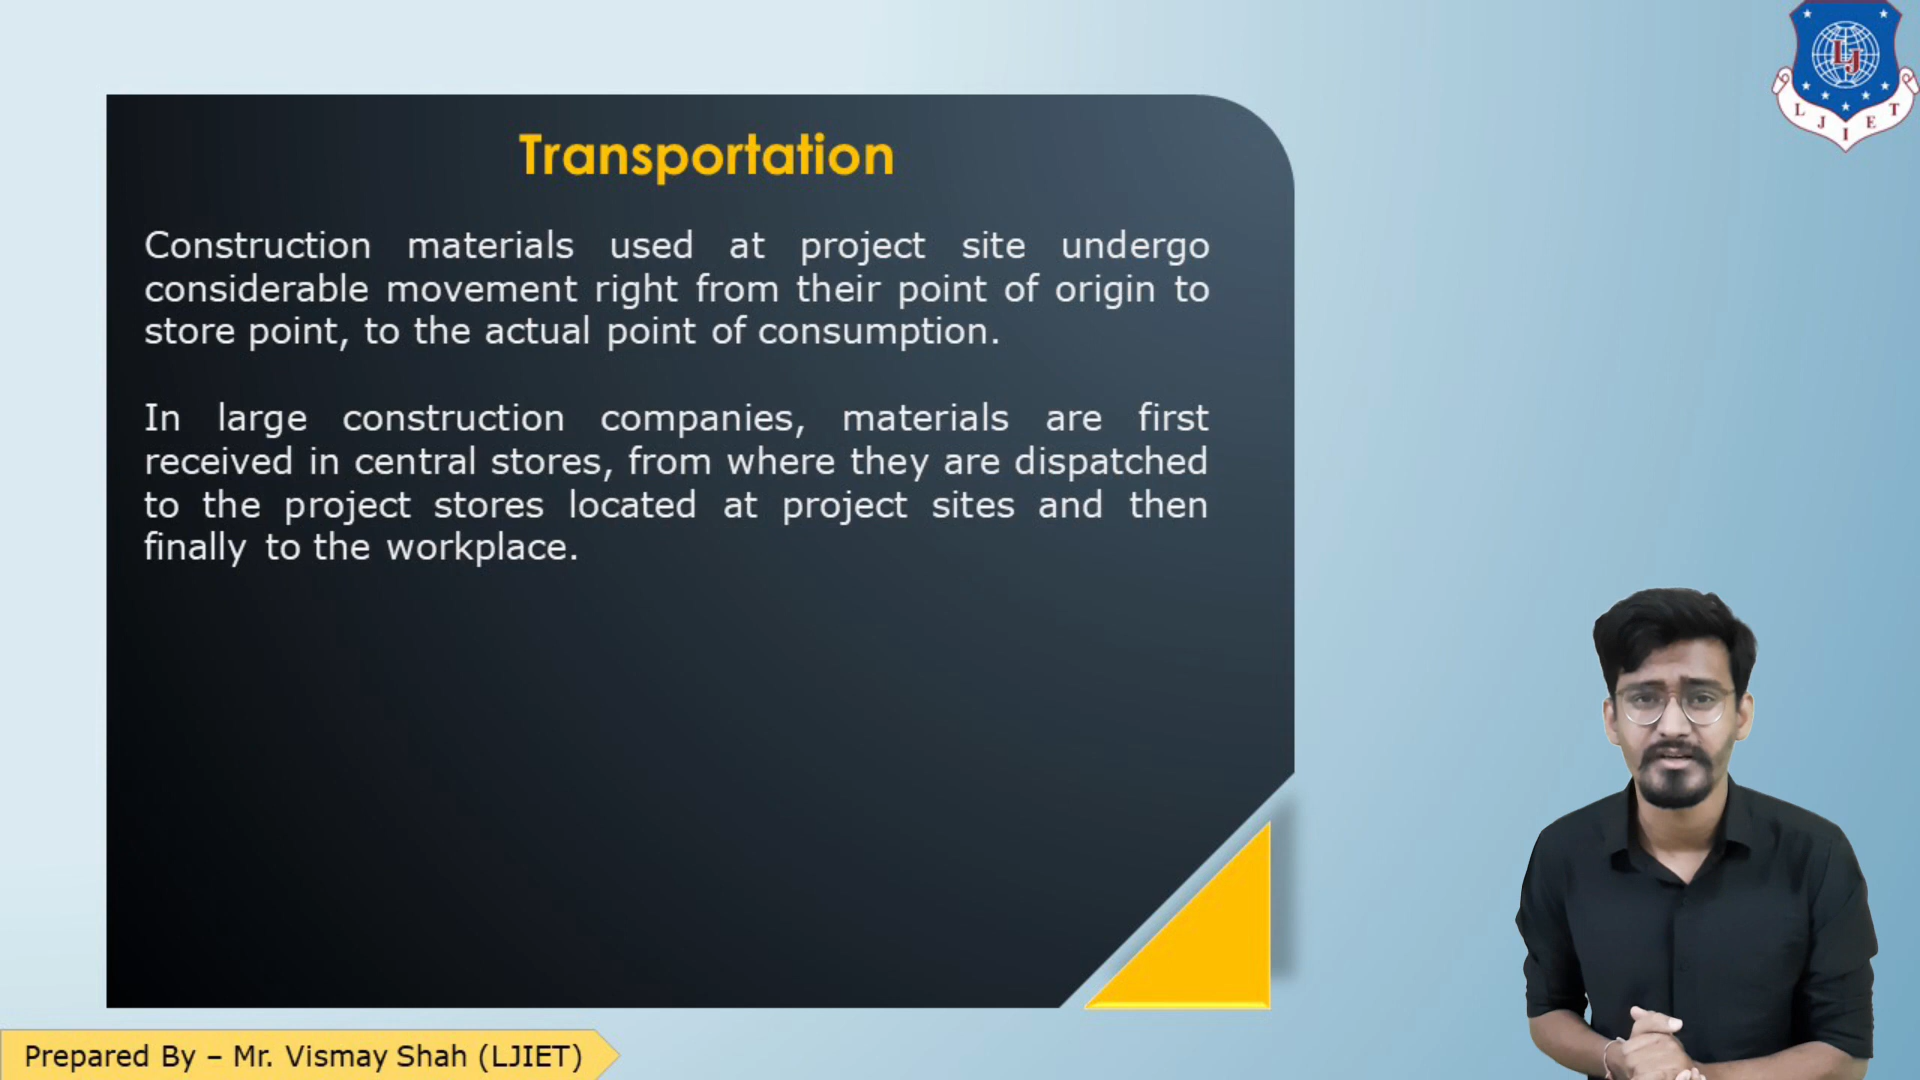 Transportation
Construction materials used at project site undergo
considerable movement right from their point of origin to
store point, to the actual point of consumption.
In large construction companies, materials are first
received in central stores, from where they are dispatched
to the project stores located at project sites and then
finally to the workplace.
LJ
L J I E T
Prepared By – Mr. Vismay Shah (LJIET)